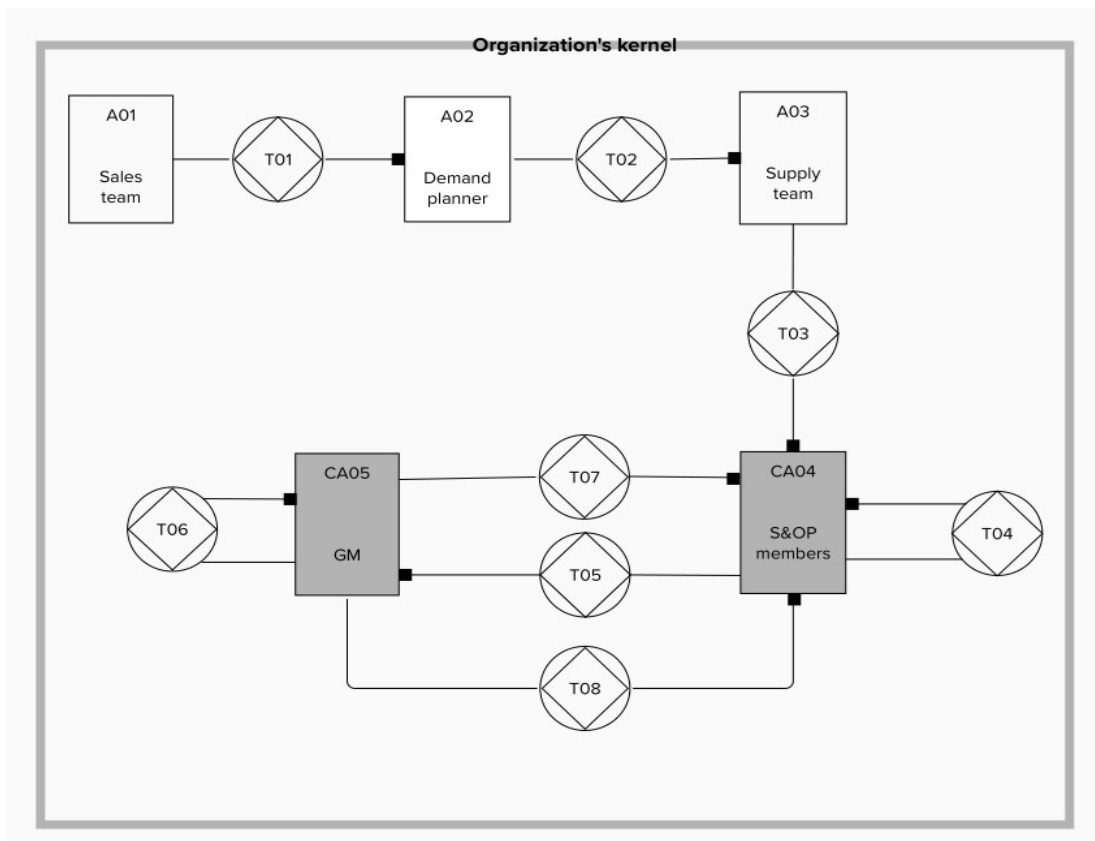 Organization's kernel
A01
Sales
team
T01
A02
Demand
planner
T02
A03
Supply
team
T03
CA05
GM
T06
T07
T05
T08
CA04
S&OP
members
T04